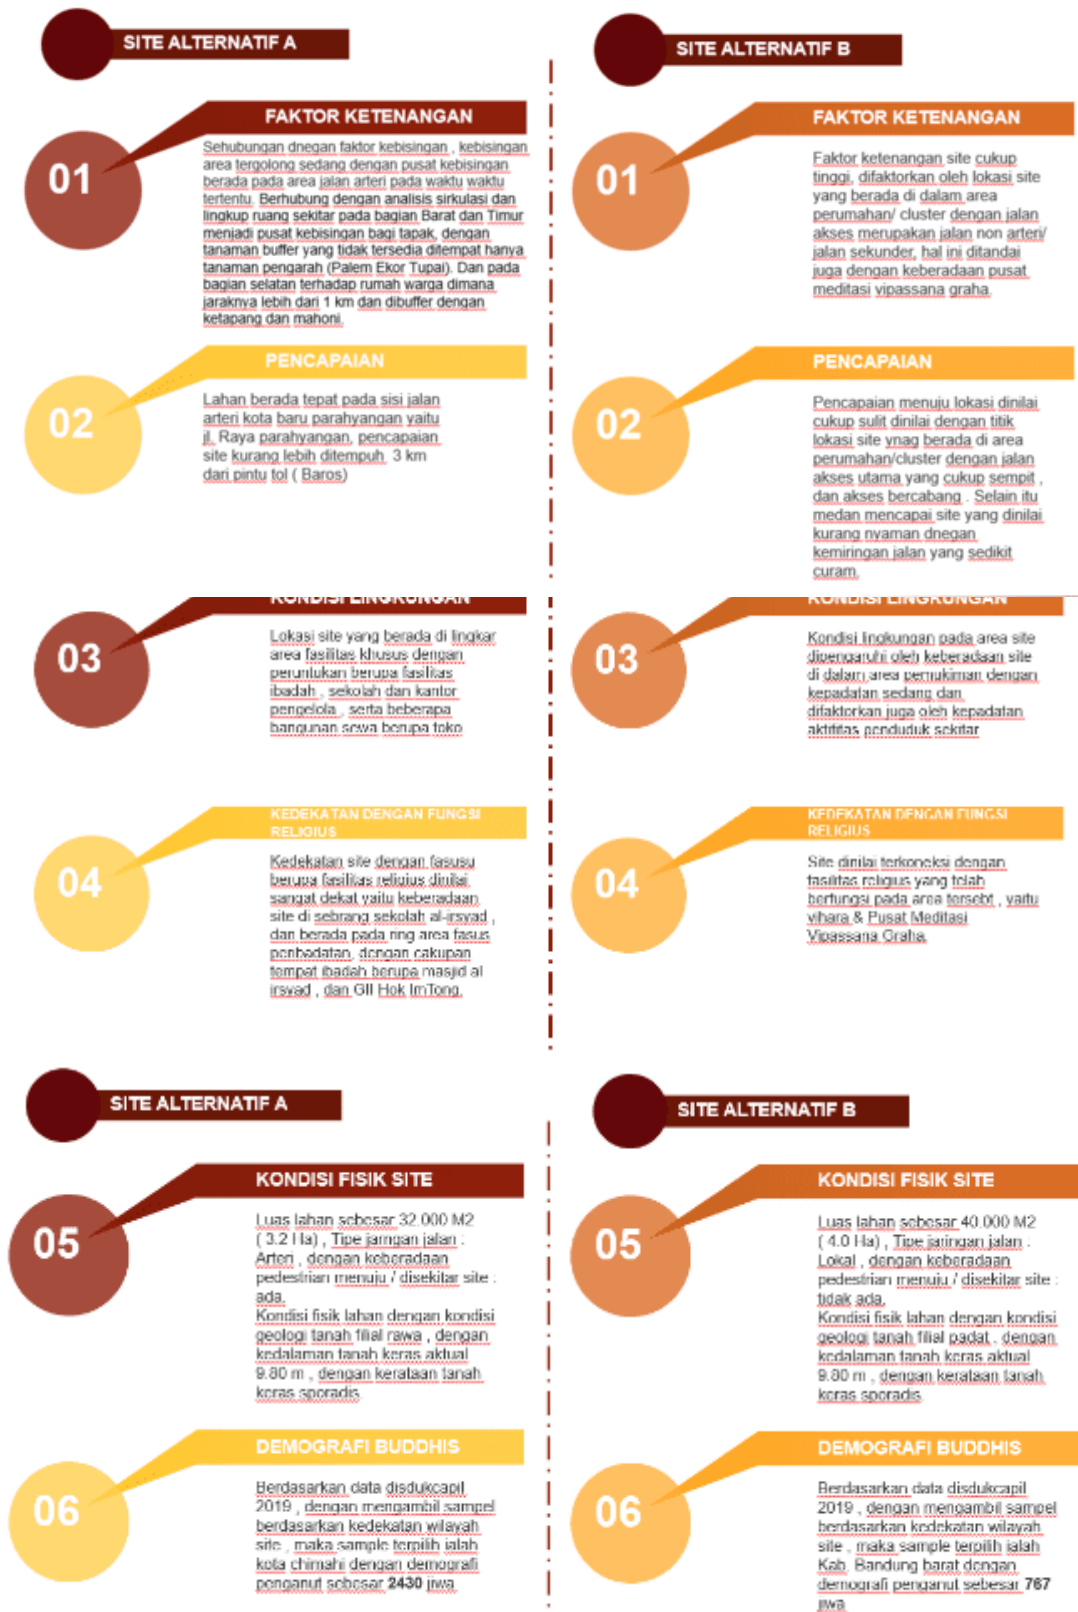 SITE ALTERNATIF A
01
FAKTOR KETENANGAN
Sehubungan dnegan faktor kebisingan , kebisingan
area tergolong sedang dengan pusat kebisingan
berada pada area jalan arteri pada waktu waktu
tertentu. Berhubung dengan analisis sirkulasi dan
lingkup ruang sekitar pada bagian Barat dan Timur
menjadi pusat kebisingan bagi tapak, dengan
tanaman buffer yang tidak tersedia ditempat hanya
tanaman pengarah (Palem Ekor Tupai). Dan pada
bagian selatan terhadap rumah warga dimana
jaraknya lebih dari 1 km dan dibuffer dengan
ketapang dan mahoni.
02
PENCAPAIAN
Lahan berada tepat pada sisi jalan
arteri kota baru parahyangan yaitu
jl. Raya parahyangan, pencapaian
site kurang lebih ditempuh 3 km
dari pintu tol ( Baros)
03
KONDISI LINGKUNGAN
Lokasi site yang berada di lingkar
area fasilitas khusus dengan
peruntukan berupa fasilitas
ibadah , sekolah dan kantor
pengelola , serta beberapa
bangunan sewa berupa toko
04
KEDEKATAN DENGAN FUNGSI
RELIGIUS
Kedekatan site dengan fasusu
berupa fasilitas religius dinilai
sangat dekat yaitu keberadaan
site di sebrang sekolah al-irsyad ,
dan berada pada ring area fasus
peribadatan, dengan cakupan
tempat ibadah berupa masjid al
irsyad , dan GII Hok ImTong.
SITE ALTERNATIF B
01
FAKTOR KETENANGAN
Faktor ketenangan site cukup
tinggi, difaktorkan oleh lokasi site
yang berada di dalam area
perumahan/ cluster dengan jalan
akses merupakan jalan non arteri/
jalan sekunder, hal ini ditandai
juga dengan keberadaan pusat
meditasi vipassana graha.
02
PENCAPAIAN
Pencapaian menuju lokasi dinilai
cukup sulit dinilai dengan titik
lokasi site ynag berada di area
perumahan/cluster dengan jalan
akses utama yang cukup sempit ,
dan akses bercabang . Selain itu
medan mencapai site yang dinilai
kurang nyaman dnegan
kemiringan jalan yang sedikit
curam.
03
KONDISI LINGKUNGAN
Kondisi lingkungan pada area site
dipengaruhi oleh keberadaan site
di dalam area pemukiman dengan
kepadatan sedang dan
difaktorkan juga oleh kepadatan
aktifitas penduduk sekitar
04
KEDEKATAN DENGAN FUNGSI
RELIGIUS
Site dinilai terkoneksi dengan
fasilitas religius yang telah
berfungsi pada area tersebt , yaitu
vihara & Pusat Meditasi
Vipassana Graha.
SITE ALTERNATIF A
05
KONDISI FISIK SITE
Luas lahan sebesar 32.000 M2
( 3.2 Ha) , Tipe jarngan jalan :
Arteri , dengan keberadaan
pedestrian menuju / disekitar site :
ada.
Kondisi fisik lahan dengan kondisi
geologi tanah filial rawa , dengan
kedalaman tanah keras aktual
9.80 m , dengan kerataan tanah
keras sporadis
06
DEMOGRAFI BUDDHIS
Berdasarkan data disdukcapil
2019 , dengan mengambil sampel
berdasarkan kedekatan wilayah
site , maka sample terpilih ialah
kota chimahi dengan demografi
penganut sebesar 2430 jiwa
SITE ALTERNATIF B
05
KONDISI FISIK SITE
Luas lahan sebesar 40.000 M2
( 4.0 Ha) , Tipe jaringan jalan :
Lokal , dengan keberadaan
pedestrian menuju / disekitar site :
tidak ada.
Kondisi fisik lahan dengan kondisi
geologi tanah filial padat , dengan
kedalaman tanah keras aktual
9.80 m , dengan kerataan tanah
keras sporadis
06
DEMOGRAFI BUDDHIS
Berdasarkan data disdukcapil
2019 , dengan mengambil sampel
berdasarkan kedekatan wilayah
site , maka sample terpilih ialah
Kab. Bandung barat dengan
demografi penganut sebesar 767
jiwa